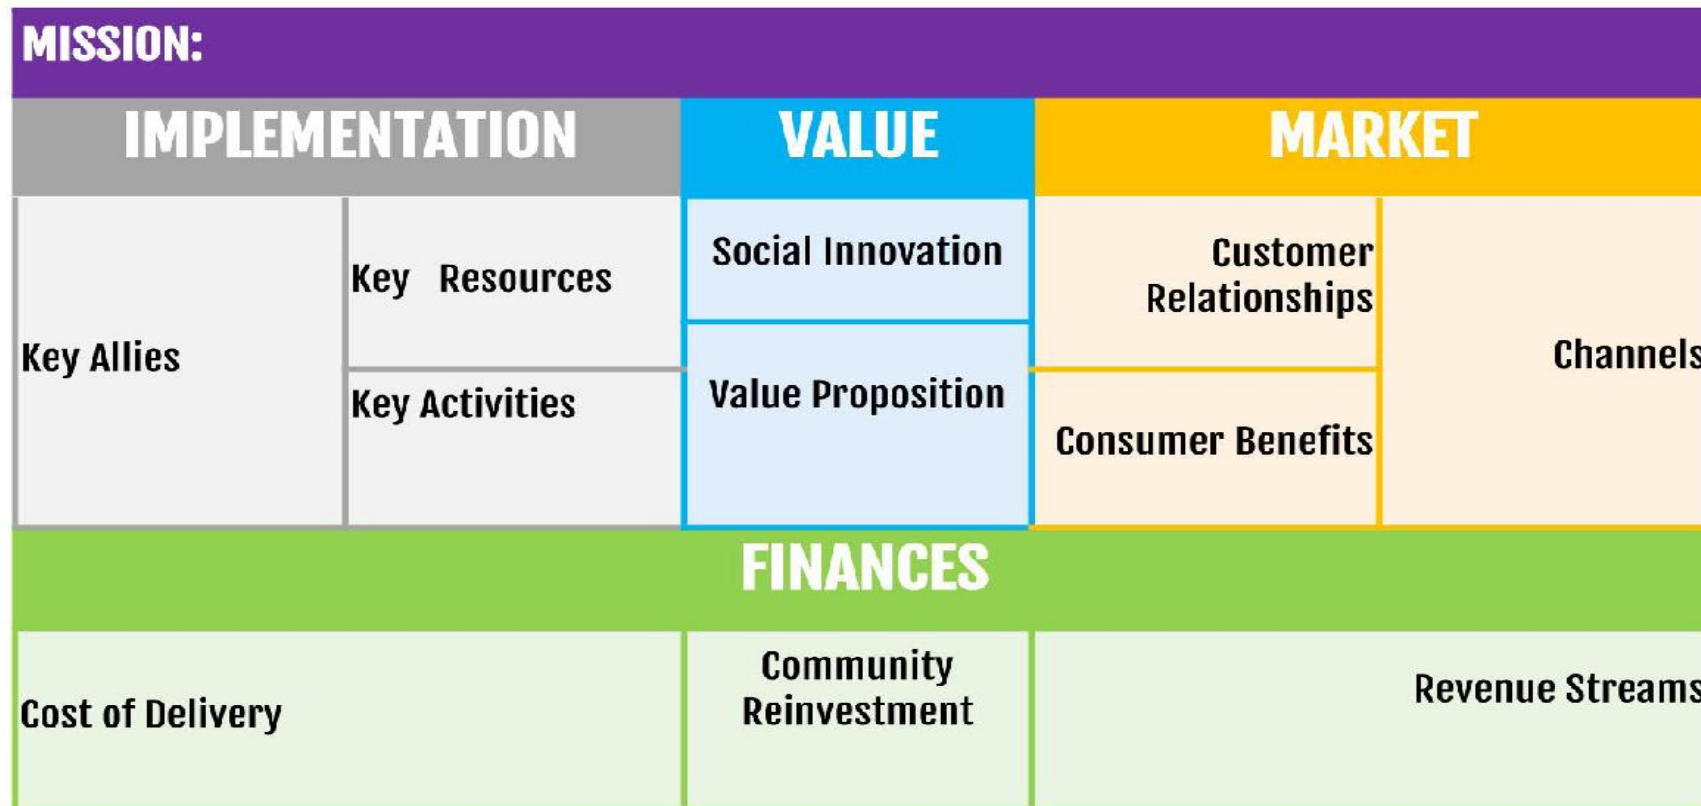 MISSION:
IMPLEMENTATION
VALUE
MARKET
Key Allies
Key Resources
Key Activities
Social Innovation
Value Proposition
Customer
Relationships
Consumer Benefits
Channels
FINANCES
Cost of Delivery
Community
Reinvestment
Revenue Streams